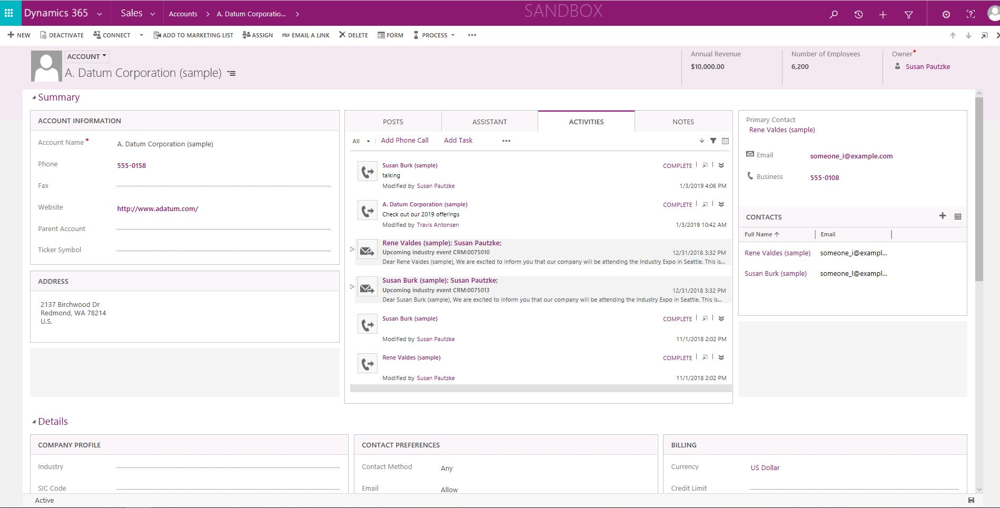 Dynamics 365 Sales Accounts A. Datum Corporatio... SANDBOX
NEW DEACTIVATE CONNECT ADD TO MARKETING LIST ASSIGN EMAIL A LINK DELETE FORM PROCESS ...
ACCOUNT
A. Datum Corporation (sample)
Annual Revenue
$10,000.00
Number of Employees
6,200
Owner*
Susan Pautzke
Summary
ACCOUNT INFORMATION
Account Name * A. Datum Corporation (sample)
Phone 555-0158
Fax
Website http://www.adatum.com/
Parent Account
Ticker Symbol
ADDRESS
2137 Birchwood Dr
Redmond, WA 78214
U.S.
POSTS ASSISTANT ACTIVITIES NOTES
All Add Phone Call Add Task ...
Susan Burk (sample) COMPLETE
talking
Modified by Susan Pautzke 1/3/2019 4:06 PM
A. Datum Corporation (sample) COMPLETE
Check out our 2019 offerings
Modified by Travis Antonsen 1/3/2019 10:42 AM
Rene Valdes (sample); Susan Pautzke;
Upcoming industry event CRM:0075010 12/31/2018 3:32 PM
Dear Rene Valdes (sample), We are excited to inform you that our company will be attending the Industry Expo in Seattle. This is...
Susan Burk (sample); Susan Pautzke;
Upcoming industry event CRM:0075013 12/31/2018 3:32 PM
Dear Susan Burk (sample), We are excited to inform you that our company will be attending the Industry Expo in Seattle. This is...
Susan Burk (sample) COMPLETE
Modified by Susan Pautzke 11/1/2018 2:02 PM
Rene Valdes (sample) COMPLETE
Modified by Susan Pautzke 11/1/2018 2:02 PM
Primary Contact
Rene Valdes (sample)
Email someone_i@example.com
Business 555-0108
CONTACTS
Full Name Email
Rene Valdes (sample) someone_i@exampl...
Susan Burk (sample) someone_l@exampl...
Details
COMPANY PROFILE
Industry
SIC Code
CONTACT PREFERENCES
Contact Method Any
Email Allow
BILLING
Currency US Dollar
Credit Limit
Active